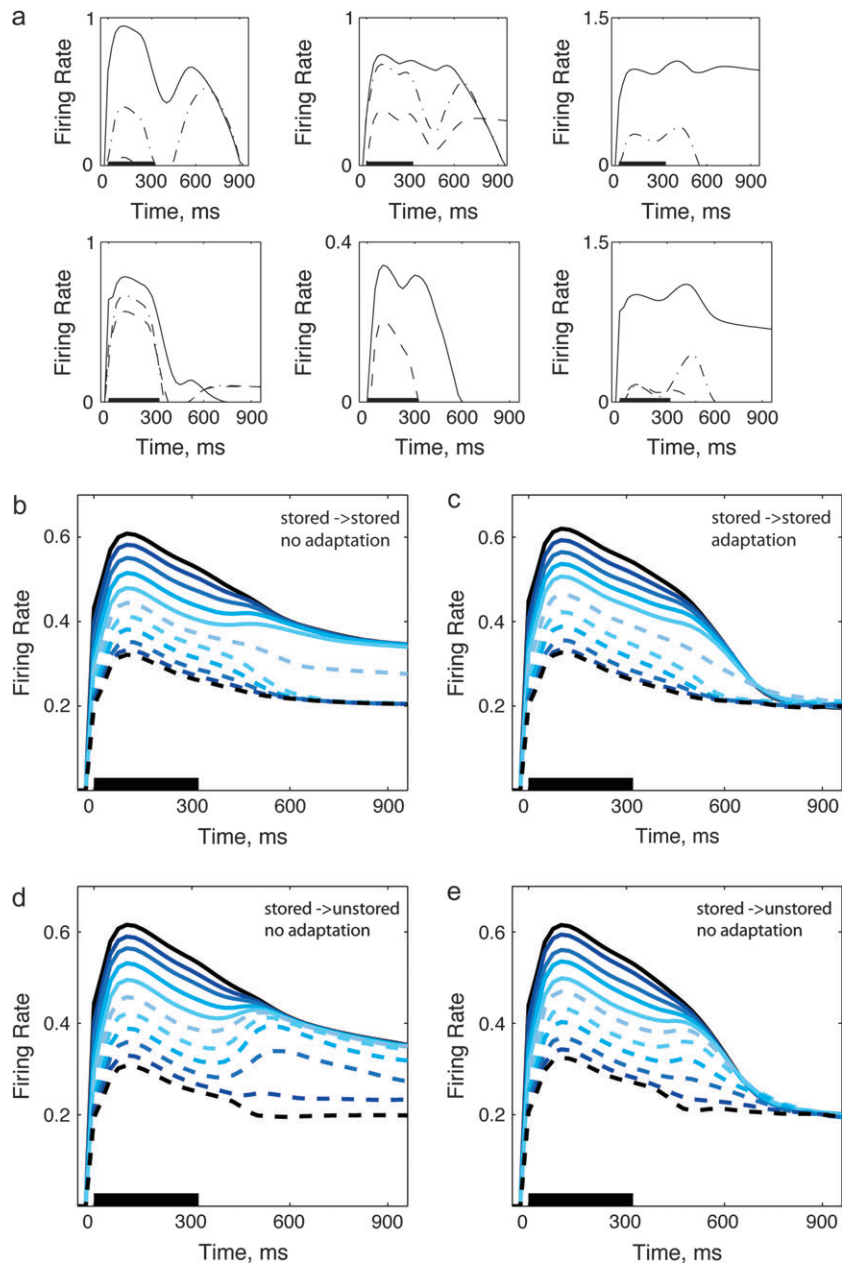 a
1
1
1.5
Firing Rate
Firing Rate
Firing Rate
0
0
0
0 300 600 900
0 300 600 900
0 300 600 900
Time, ms
Time, ms
Time, ms
1
0.4
1.5
Firing Rate
Firing Rate
Firing Rate
0
0
0
0 300 600 900
0 300 600 900
0 300 600 900
Time, ms
Time, ms
Time, ms
b
stored ->stored
no adaptation
0.6
0.4
0.2
Firing Rate
0 300 600 900
Time, ms
c
stored ->stored
adaptation
0.6
0.4
0.2
Firing Rate
0 300 600 900
Time, ms
d
stored ->unstored
no adaptation
0.6
0.4
0.2
Firing Rate
0 300 600 900
Time, ms
e
stored ->unstored
no adaptation
0.6
0.4
0.2
Firing Rate
0 300 600 900
Time, ms